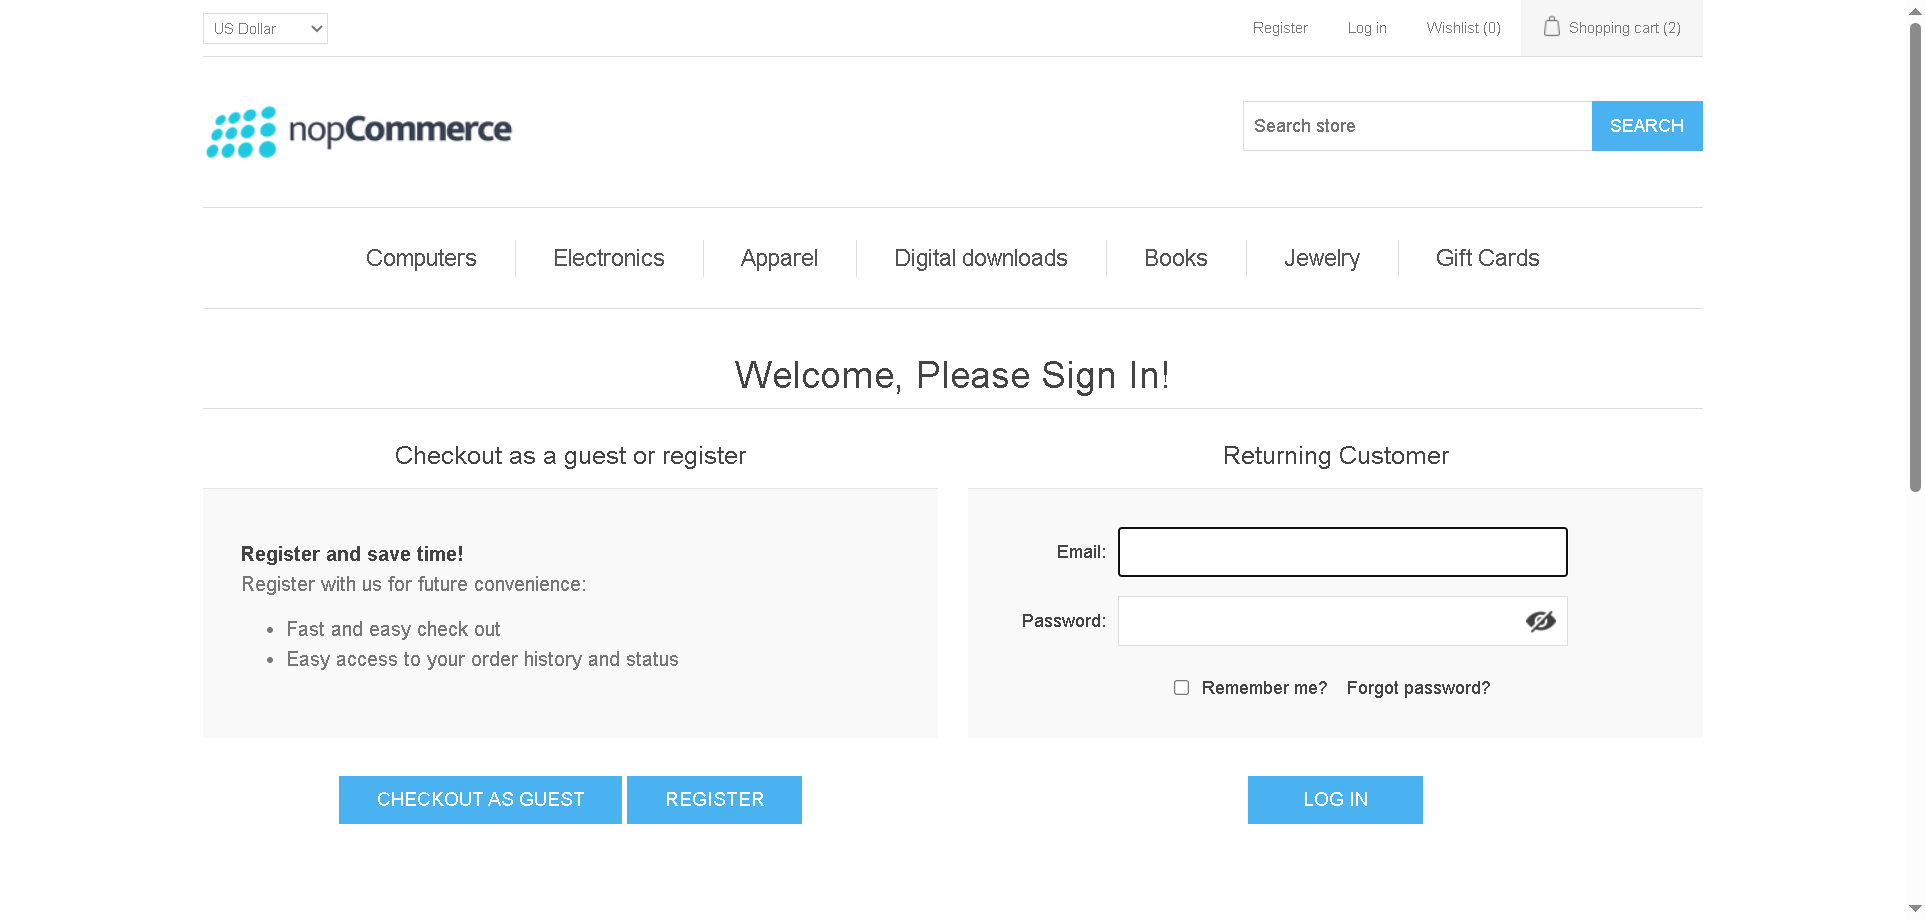 US Dollar
Register
Log in
Wishlist (0)
Shopping cart (2)
nopCommerce
Search store
SEARCH
Computers
Electronics
Apparel
Digital downloads
Books
Jewelry
Gift Cards
Welcome, Please Sign In!
Checkout as a guest or register
Register and save time!
Register with us for future convenience:
Fast and easy check out
Easy access to your order history and status
CHECKOUT AS GUEST
REGISTER
Returning Customer
Email:
Password:
Remember me?
Forgot password?
LOG IN